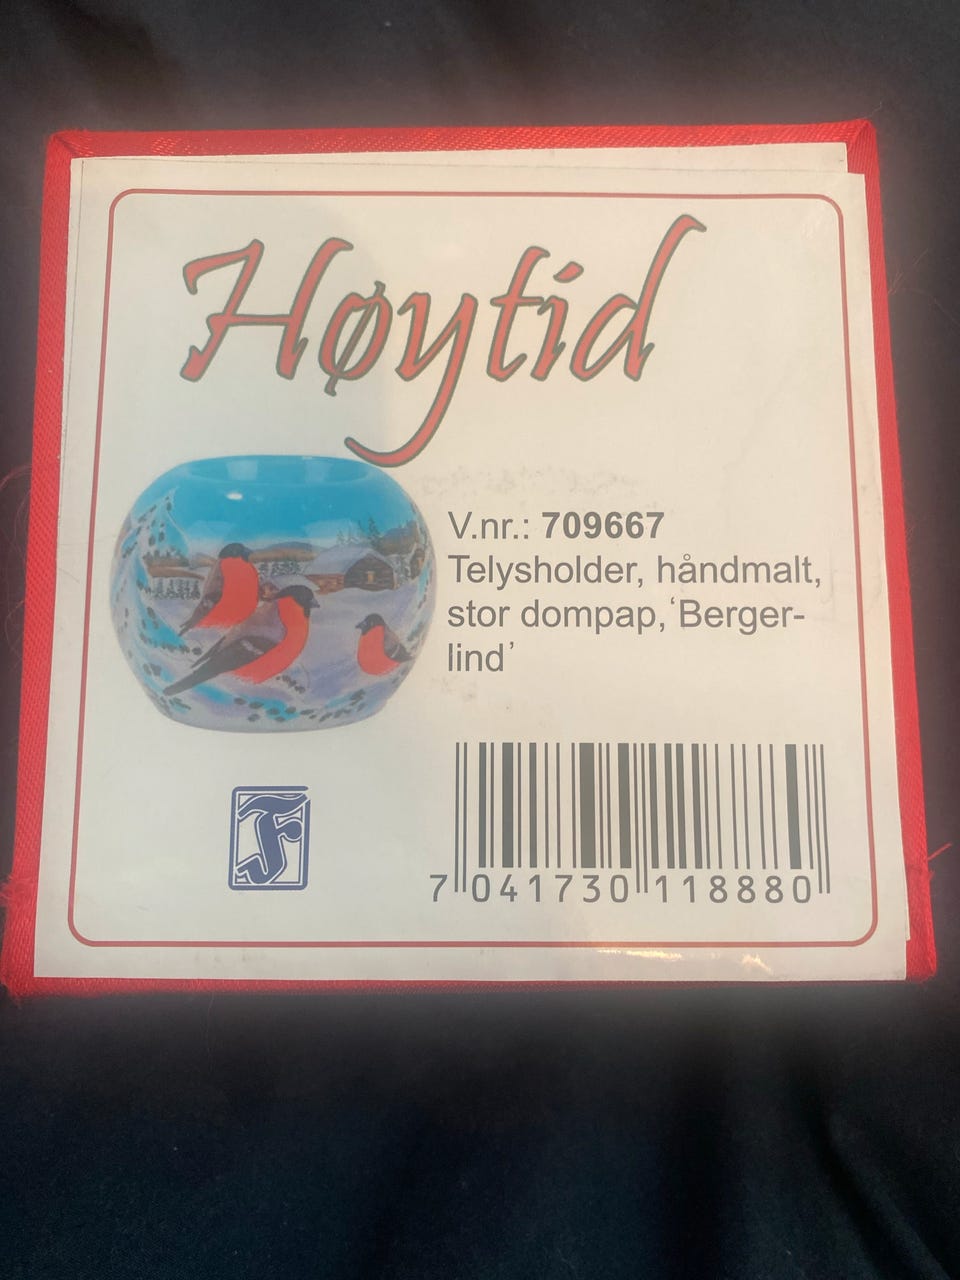 Høytid
V.nr.: 709667
Telysholder, håndmalt,
stor dompap, ‘Berger-
lind’
F
7 041730 118880